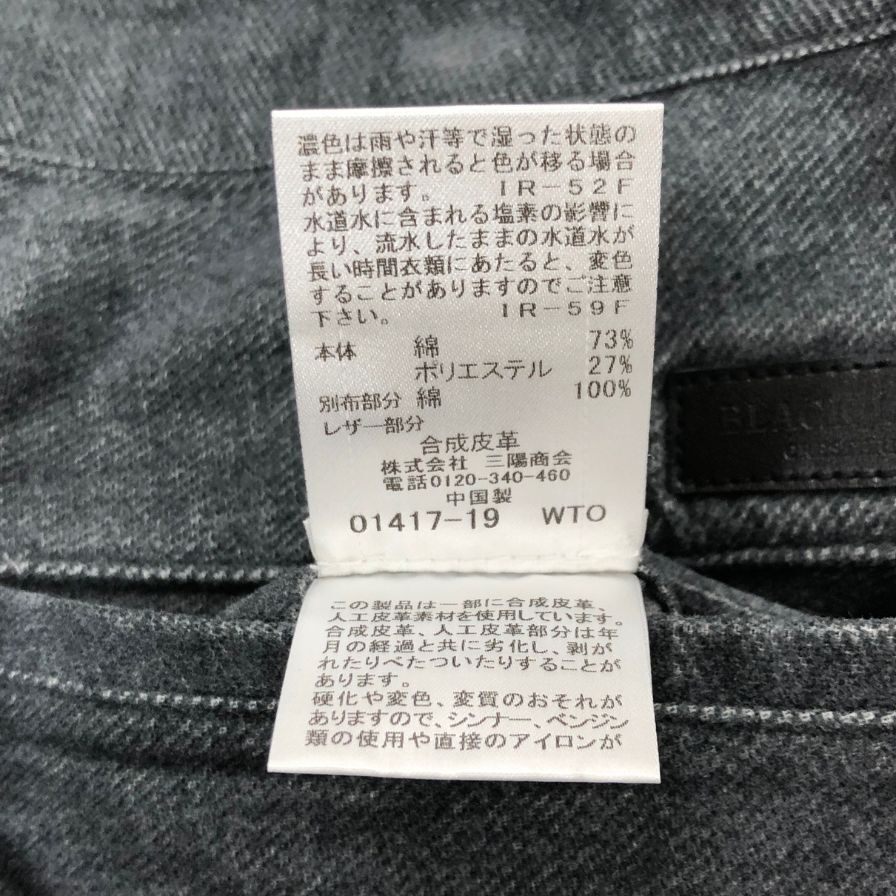 濃色は雨や汗等で湿った状態の
まま摩擦されると色が移る場合
があります。 IR-52F
水道水に含まれる塩素の影響に
より、流水したままの水道水が
長い時間衣類にあたると、変色
することがありますのでご注意
下さい。 IR-59F
本体 綿 73%
ポリエステル 27%
別布部分 綿 100%
レザー部分
合成皮革
株式会社 三陽商会
電話0120-340-460
中国製
01417-19 WTO
この製品は一部に合成皮革、
人工皮革素材を使用しています。
合成皮革、人工皮革部分は年
月の経過と共に劣化し、剥が
れたりべたついたりすることが
あります。
硬化や変色、変質のおそれが
ありますので、シンナー、ベンジン
類の使用や直接のアイロンが